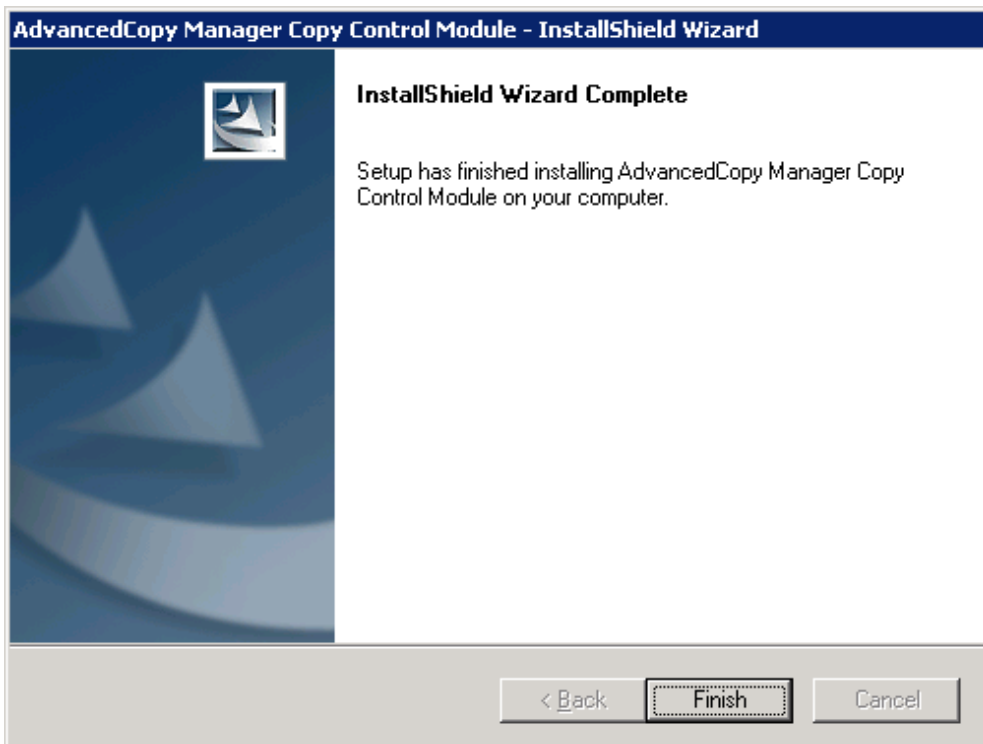 AdvancedCopy Manager Copy Control Module - InstallShield Wizard
InstallShield Wizard Complete
Setup has finished installing AdvancedCopy Manager Copy
Control Module on your computer.
< Back
Finish
Cancel